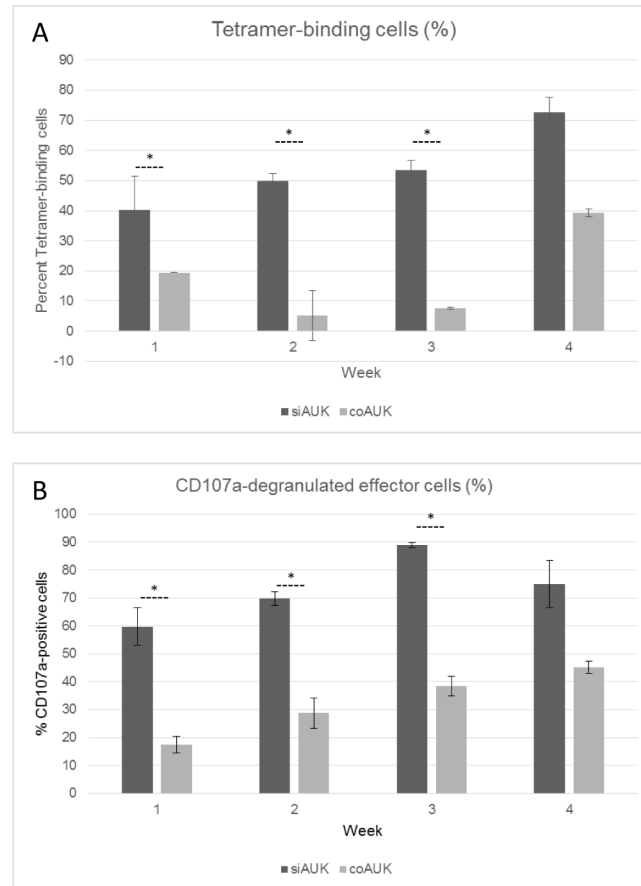 A
Tetramer-binding cells (%)
Percent Tetramer-binding cells
90
80
70
60
50
40
30
20
10
0
-10
* * *
1 2 3 4
Week
siAUK coAUK
B
CD107a-degranulated effector cells (%)
% CD107a-positive cells
100
90
80
70
60
50
40
30
20
10
0
* * *
1 2 3 4
Week
siAUK coAUK